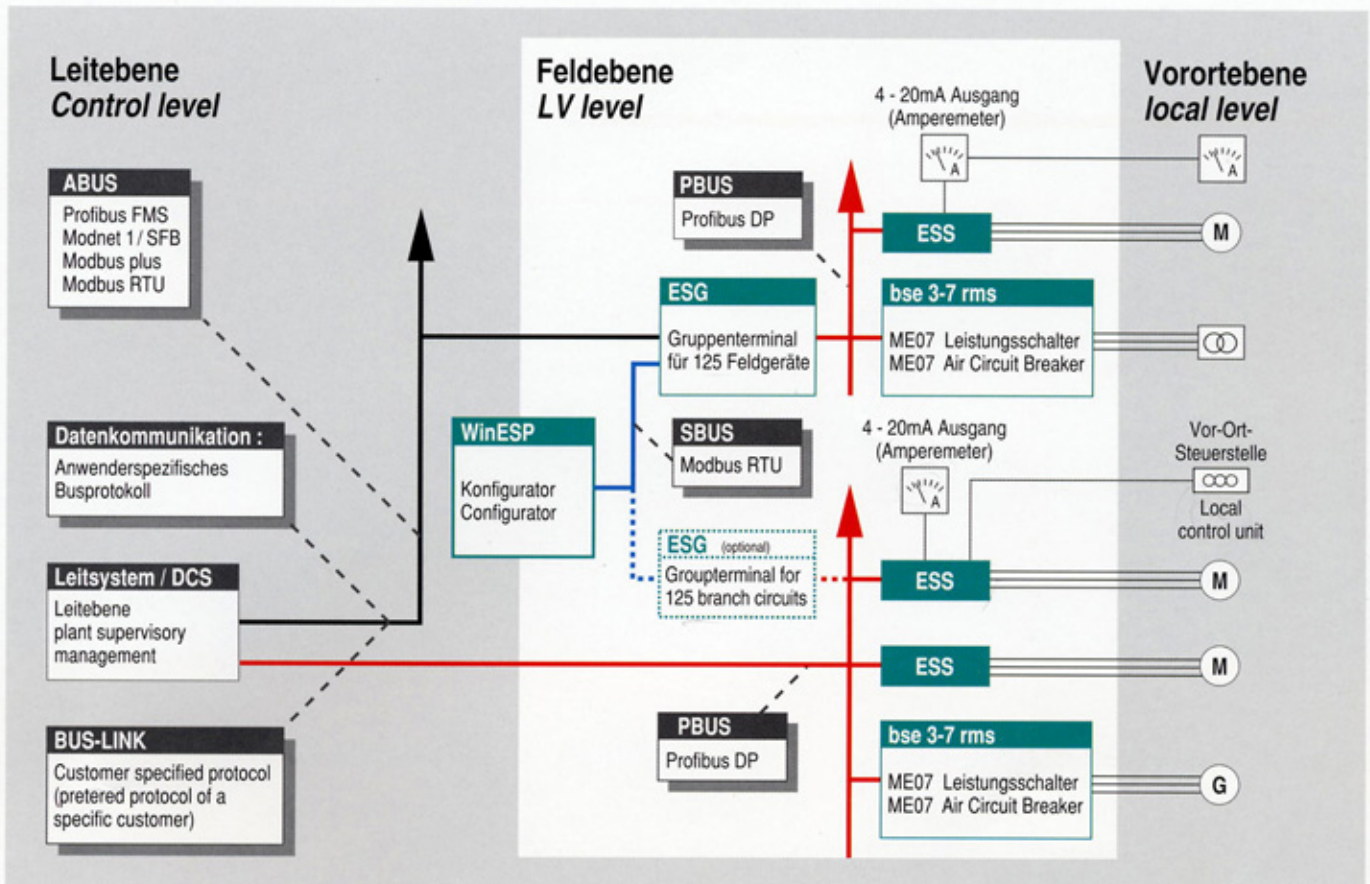 Leitebene
Control level
ABUS
Profibus FMS
Modnet 1 / SFB
Modbus plus
Modbus RTU
Datenkommunikation :
Anwenderspezifisches
Busprotokoll
Leitsystem / DCS
Leitebene
plant supervisory
management
BUS-LINK
Customer specified protocol
(pretered protocol of a
specific customer)
Feldebene
LV level
WinESP
Konfigurator
Configurator
PBUS
Profibus DP
ESG
Gruppenterminal
für 125 Feldgeräte
SBUS
Modbus RTU
ESG (optional)
Groupterminal for
125 branch circuits
PBUS
Profibus DP
4 - 20mA Ausgang
(Amperemeter)
A
ESS
bse 3-7 rms
ME07 Leistungsschalter
ME07 Air Circuit Breaker
4 - 20mA Ausgang
(Amperemeter)
A
ESS
ESS
bse 3-7 rms
ME07 Leistungsschalter
ME07 Air Circuit Breaker
Vorortebene
local level
A
M
Vor-Ort-
Steuerstelle
Local
control unit
M
M
G